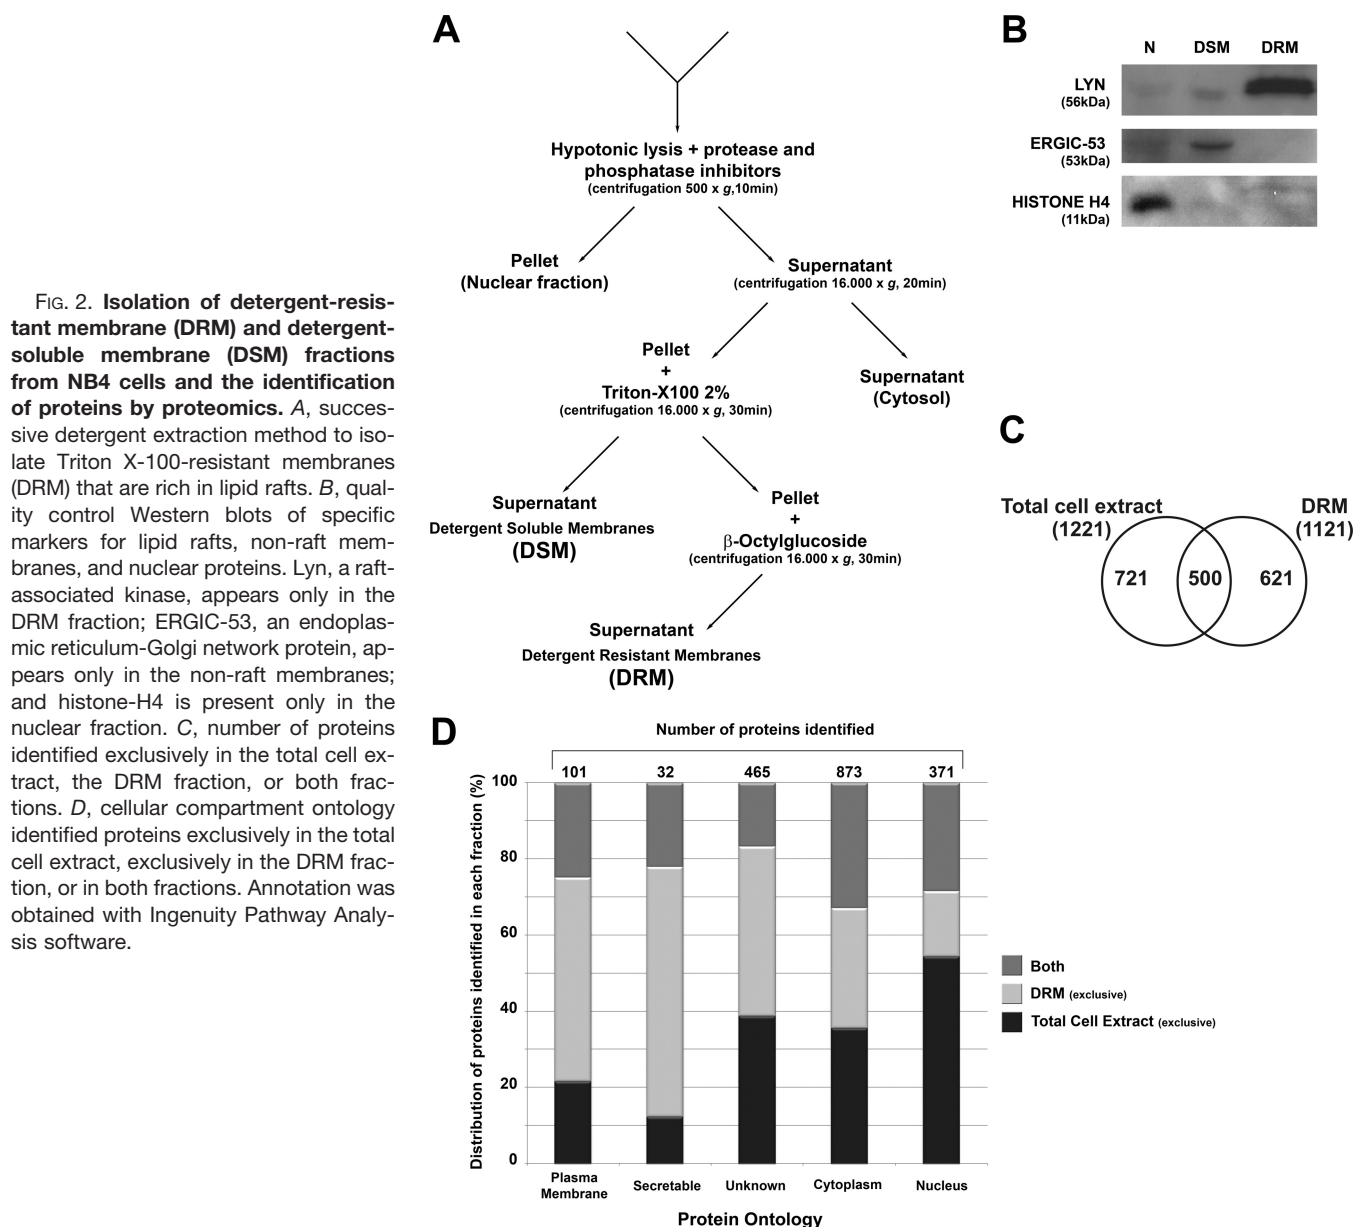 FIG. 2. Isolation of detergent-resis-
tant membrane (DRM) and detergent-
soluble membrane (DSM) fractions
from NB4 cells and the identification
of proteins by proteomics. A, succes-
sive detergent extraction method to iso-
late Triton X-100-resistant membranes
(DRM) that are rich in lipid rafts. B, qual-
ity control Western blots of specific
markers for lipid rafts, non-raft mem-
branes, and nuclear proteins. Lyn, a raft-
associated kinase, appears only in the
DRM fraction; ERGIC-53, an endoplas-
mic reticulum-Golgi network protein, ap-
pears only in the non-raft membranes;
and histone-H4 is present only in the
nuclear fraction. C, number of proteins
identified exclusively in the total cell ex-
tract, the DRM fraction, or both frac-
tions. D, cellular compartment ontology
identified proteins exclusively in the total
cell extract, exclusively in the DRM frac-
tion, or in both fractions. Annotation was
obtained with Ingenuity Pathway Analy-
sis software.
A
Hypotonic lysis + protease and
phosphatase inhibitors
(centrifugation 500 x g,10min)
Pellet
(Nuclear fraction)
Supernatant
(centrifugation 16.000 x g, 20min)
Pellet
+
Triton-X100 2%
(centrifugation 16.000 x g, 30min)
Supernatant
(Cytosol)
Supernatant
Detergent Soluble Membranes
(DSM)
Pellet
+
β-Octylglucoside
(centrifugation 16.000 x g, 30min)
Supernatant
Detergent Resistant Membranes
(DRM)
B
N DSM DRM
LYN
(56kDa)
ERGIC-53
(53kDa)
HISTONE H4
(11kDa)
C
Total cell extract
(1221)
DRM
(1121)
721 500 621
D
Number of proteins identified
101 32 465 873 371
Distribution of proteins identified in each fraction (%)
100
80
60
40
20
0
Plasma
Membrane
Secretable
Unknown
Cytoplasm
Nucleus
Protein Ontology
Both
DRM (exclusive)
Total Cell Extract (exclusive)